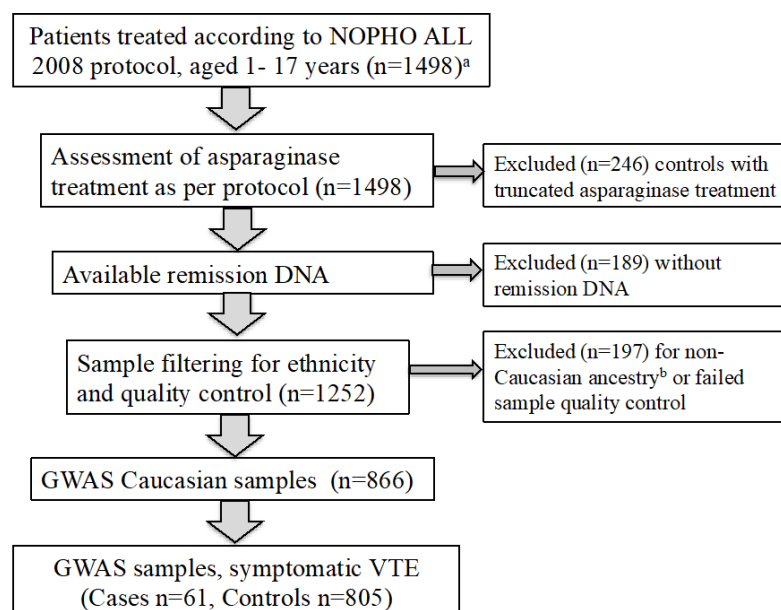 Patients treated according to NOPHO ALL
2008 protocol, aged 1- 17 years (n=1498)ᵃ
Assessment of asparaginase
treatment as per protocol (n=1498)
Excluded (n=246) controls with
truncated asparaginase treatment
Available remission DNA
Excluded (n=189) without
remission DNA
Sample filtering for ethnicity
and quality control (n=1252)
Excluded (n=197) for non-
Caucasian ancestryᵇ or failed
sample quality control
GWAS Caucasian samples (n=866)
GWAS samples, symptomatic VTE
(Cases n=61, Controls n=805)